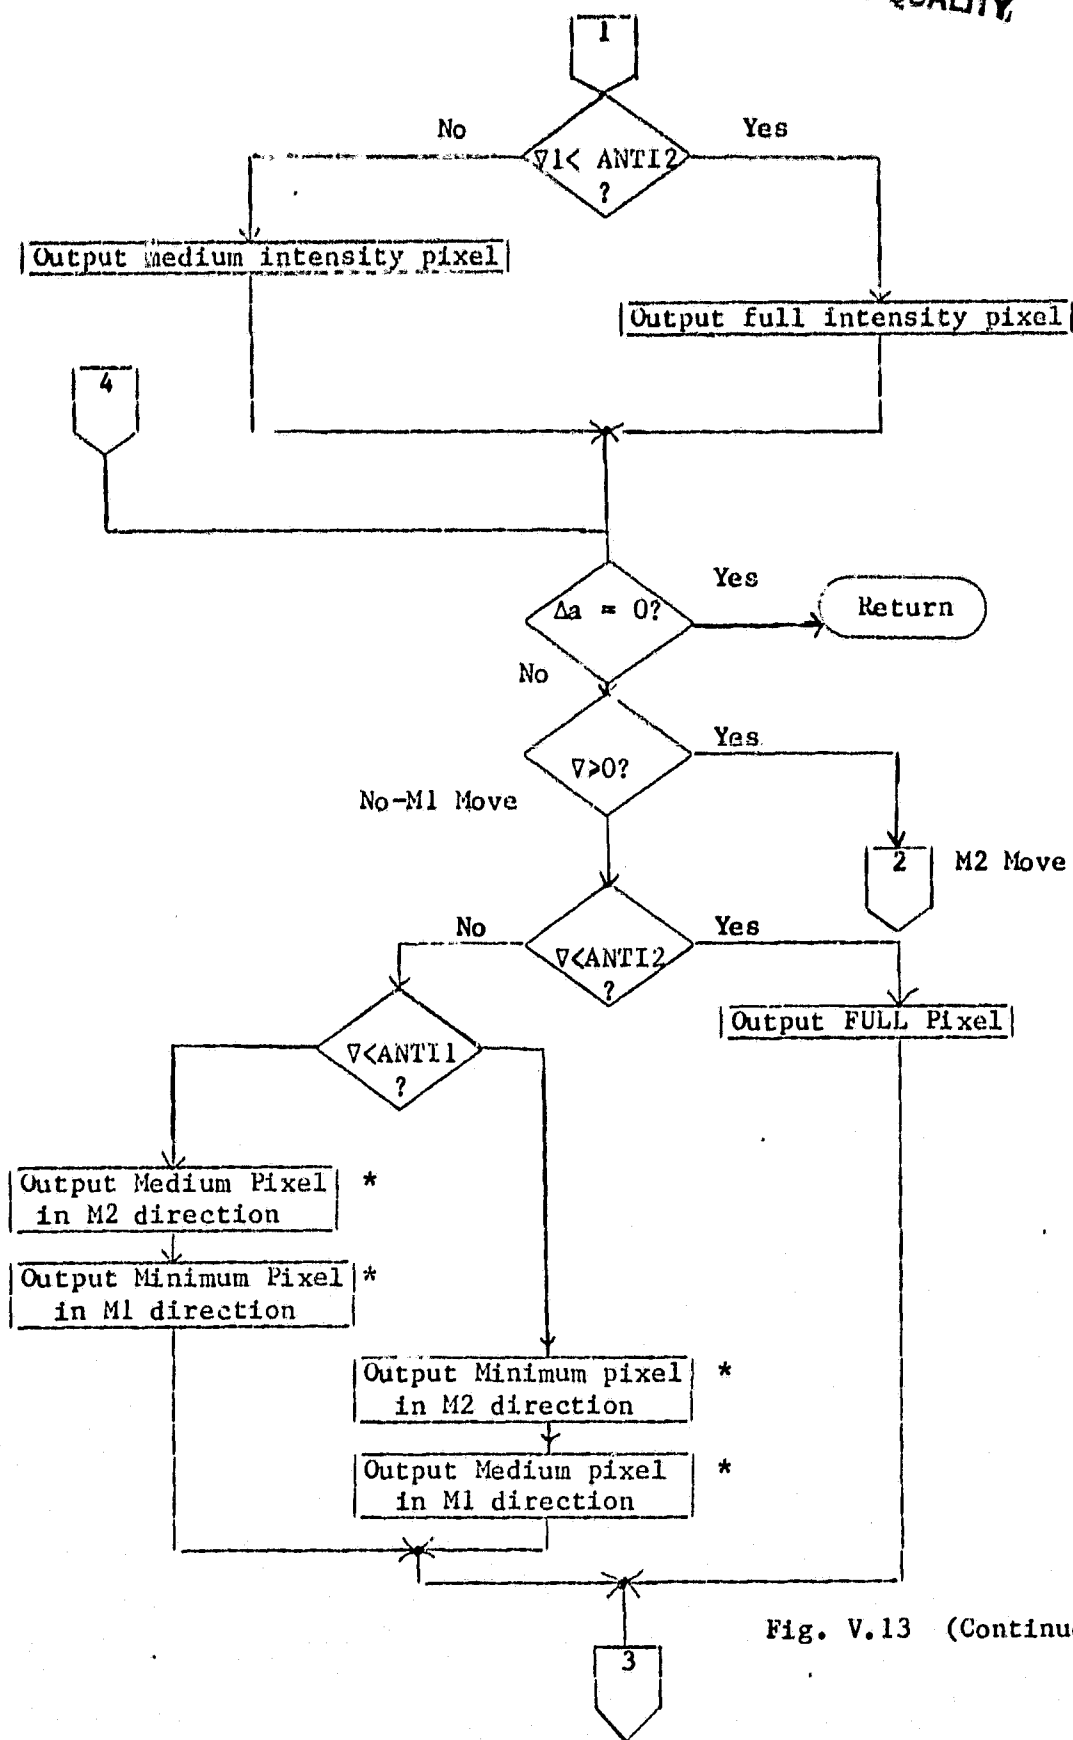 QUALITY
1
No
Yes
∇1< ANTI2
?
Output medium intensity pixel
Output full intensity pixel
4
Δa = 0?
Yes
Return
No
∇≥0?
Yes
No-M1 Move
2
M2 Move
No
Yes
∇<ANTI2
?
Output FULL Pixel
∇<ANTI1
?
Output Medium Pixel *
in M2 direction
Output Minimum Pixel *
in M1 direction
Output Minimum pixel *
in M2 direction
Output Medium pixel *
in M1 direction
Fig. V.13 (Continu
3